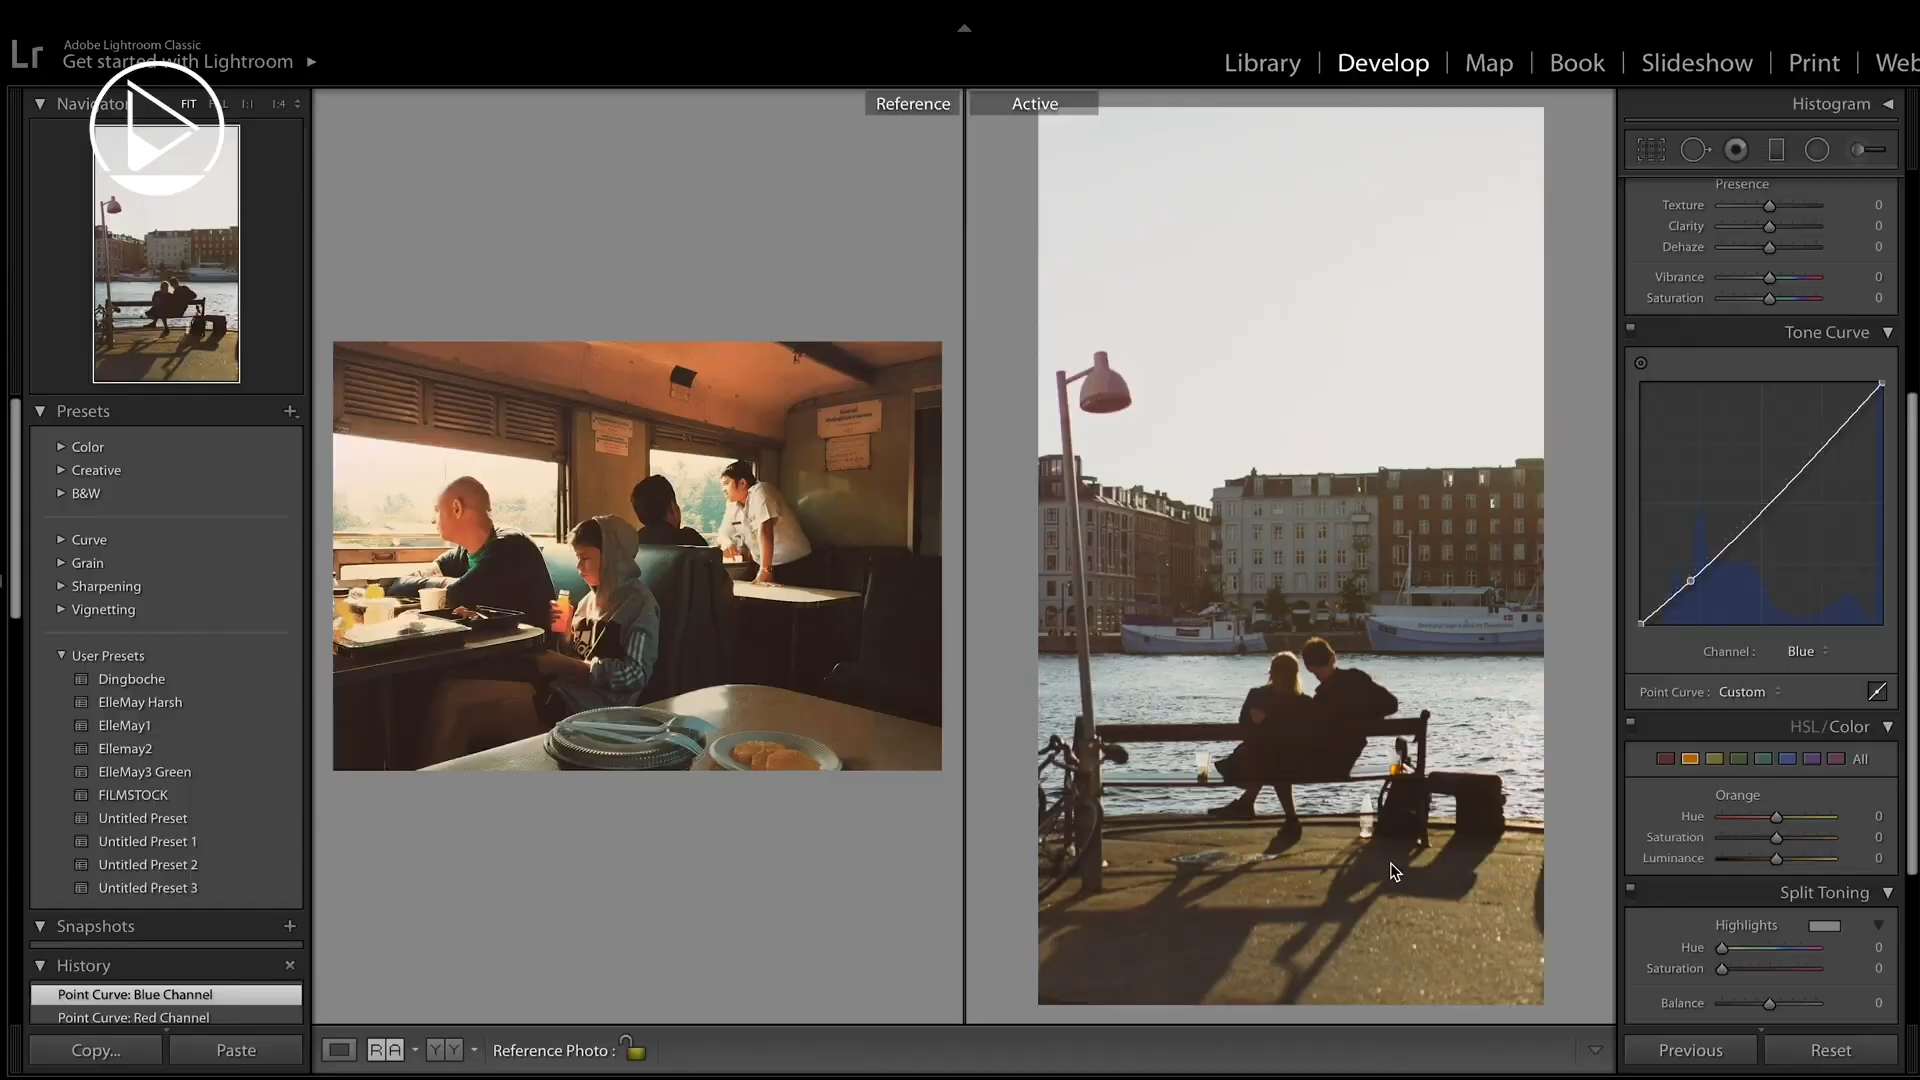 Lr
Adobe Lightroom Classic
Get started with Lightroom
Library | Develop | Map | Book | Slideshow | Print | Web
Navigator FIT 1:1 1:4
Reference
Active
Histogram
Presence
Texture 0
Clarity 0
Dehaze 0
Vibrance 0
Saturation 0
Tone Curve
Channel : Blue
Point Curve : Custom
HSL / Color
All
Orange
Hue 0
Saturation 0
Luminance 0
Split Toning
Highlights
Hue 0
Saturation 0
Balance 0
Previous
Reset
Presets
Color
Creative
B&W
Curve
Grain
Sharpening
Vignetting
User Presets
Dingboche
ElleMay Harsh
ElleMay1
Ellemay2
ElleMay3 Green
FILMSTOCK
Untitled Preset
Untitled Preset 1
Untitled Preset 2
Untitled Preset 3
Snapshots
History
Point Curve: Blue Channel
Point Curve: Red Channel
Copy...
Paste
R A
Y Y
Reference Photo :